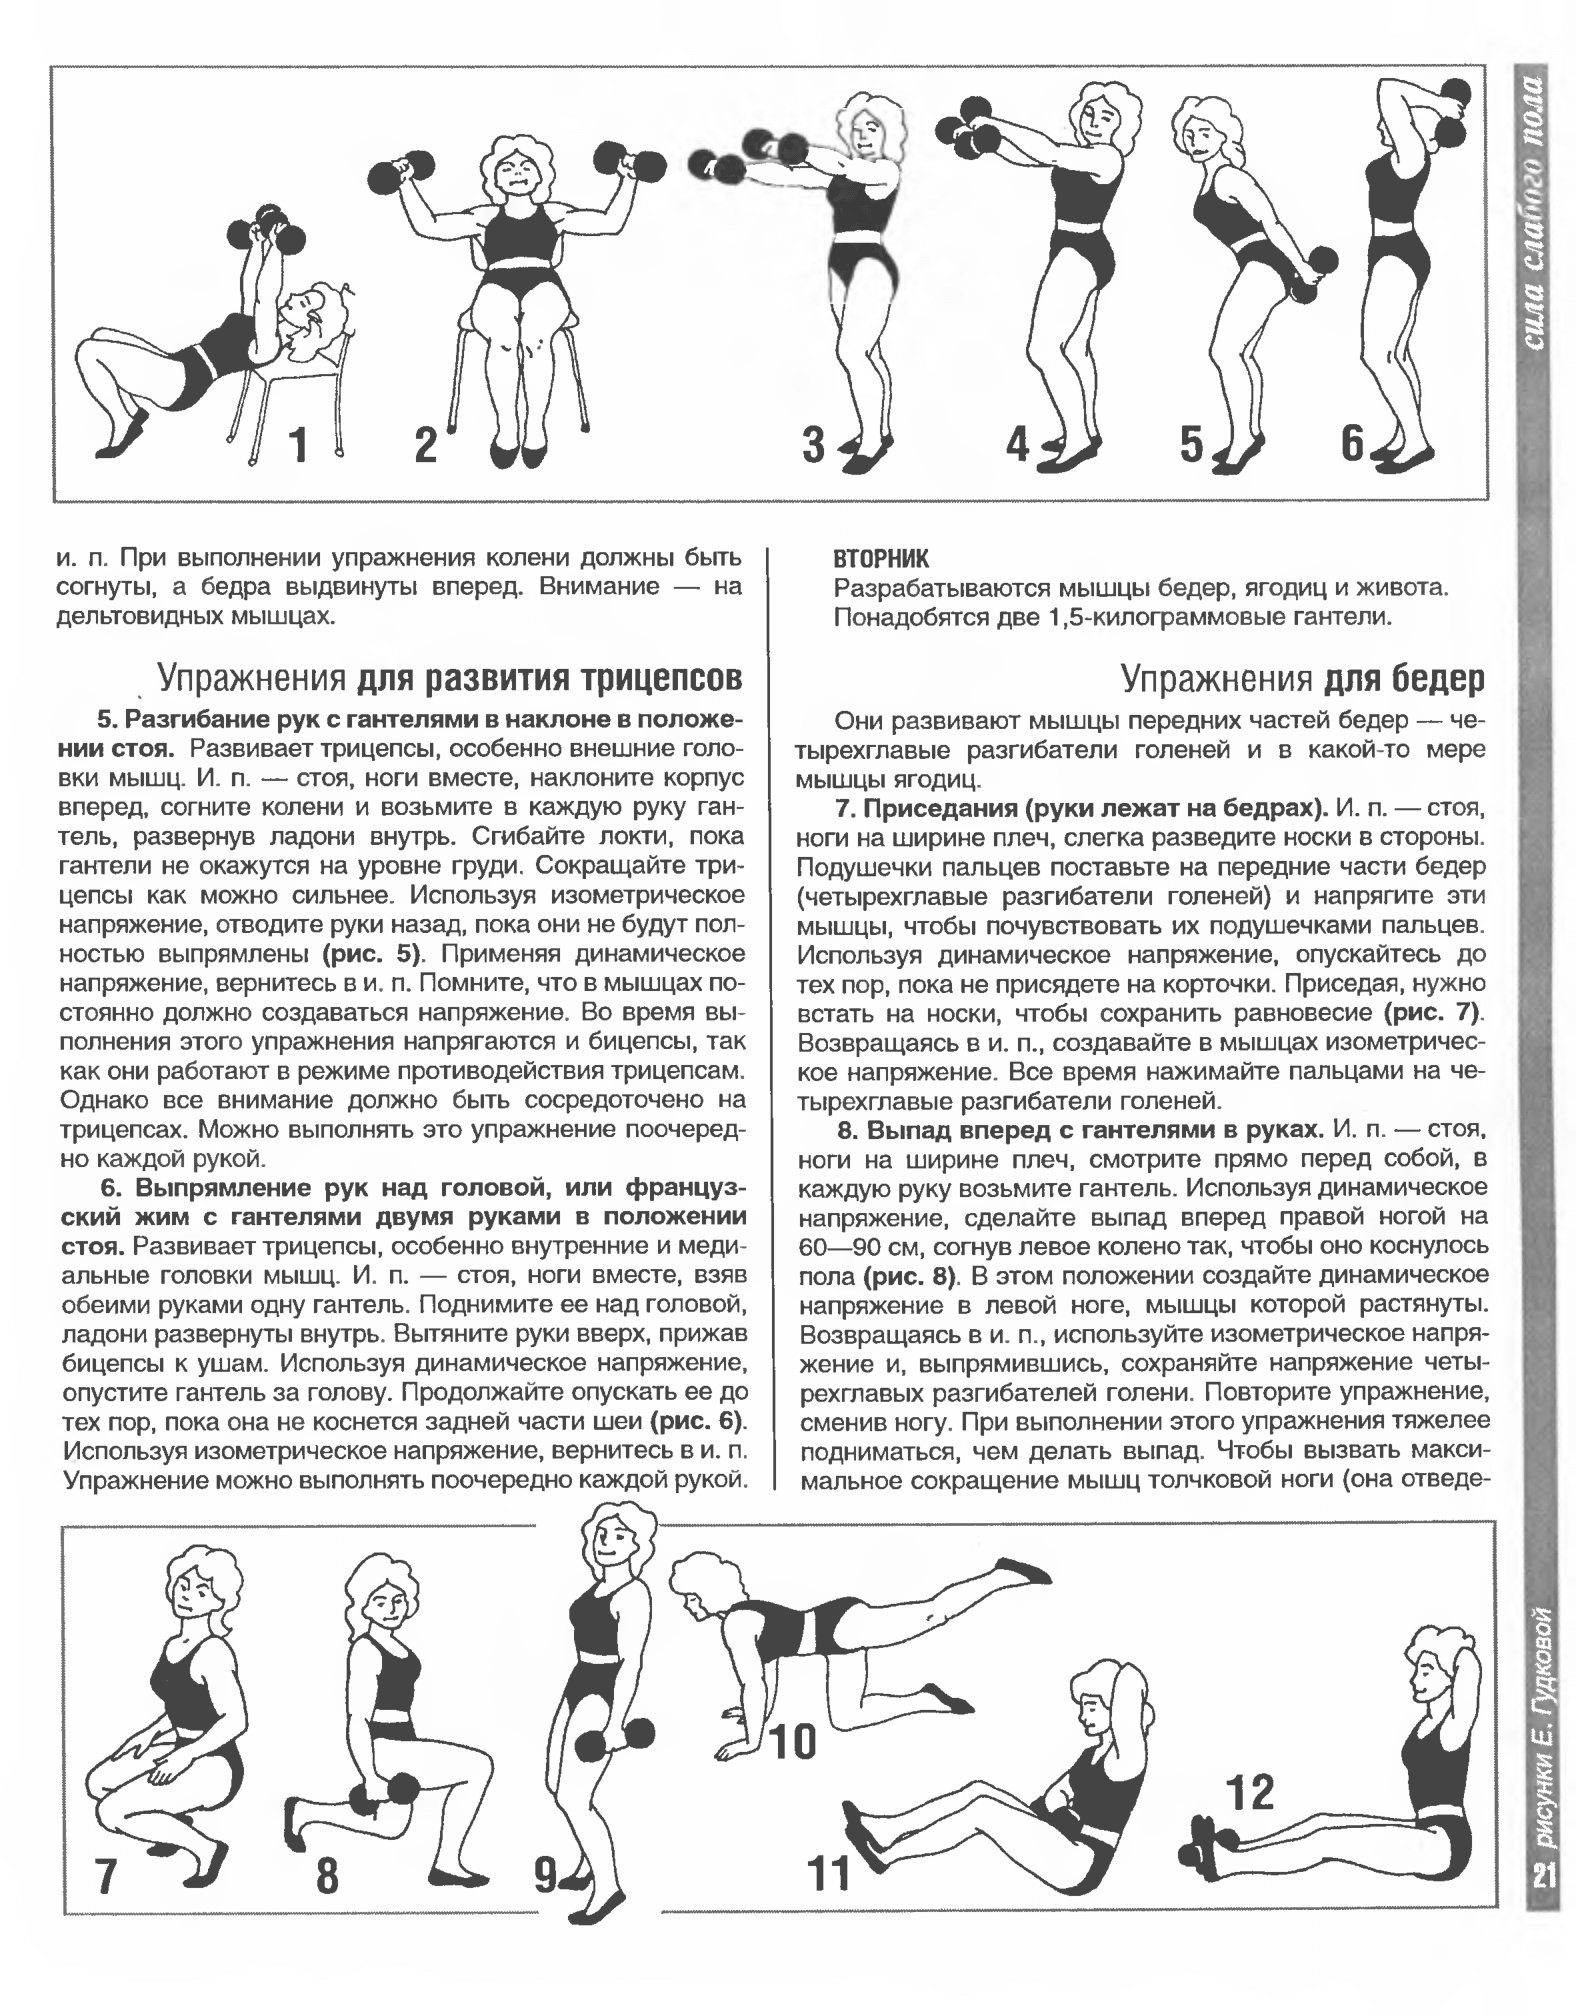 1
2
3
4
5
6
и. п. При выполнении упражнения колени должны быть
согнуты, а бедра выдвинуты вперед. Внимание — на
дельтовидных мышцах.
Упражнения для развития трицепсов
5. Разгибание рук с гантелями в наклоне в положе-
нии стоя. Развивает трицепсы, особенно внешние голо-
вки мышц. И. п. — стоя, ноги вместе, наклоните корпус
вперед, согните колени и возьмите в каждую руку ган-
тель, развернув ладони внутрь. Сгибайте локти, пока
гантели не окажутся на уровне груди. Сокращайте три-
цепсы как можно сильнее. Используя изометрическое
напряжение, отводите руки назад, пока они не будут пол-
ностью выпрямлены (рис. 5). Применяя динамическое
напряжение, вернитесь в и. п. Помните, что в мышцах по-
стоянно должно создаваться напряжение. Во время вы-
полнения этого упражнения напрягаются и бицепсы, так
как они работают в режиме противодействия трицепсам.
Однако все внимание должно быть сосредоточено на
трицепсах. Можно выполнять это упражнение поочеред-
но каждой рукой.
6. Выпрямление рук над головой, или француз-
ский жим с гантелями двумя руками в положении
стоя. Развивает трицепсы, особенно внутренние и меди-
альные головки мышц. И. п. — стоя, ноги вместе, взяв
обеими руками одну гантель. Поднимите ее над головой,
ладони развернуты внутрь. Вытяните руки вверх, прижав
бицепсы к ушам. Используя динамическое напряжение,
опустите гантель за голову. Продолжайте опускать ее до
тех пор, пока она не коснется задней части шеи (рис. 6).
Используя изометрическое напряжение, вернитесь в и. п.
Упражнение можно выполнять поочередно каждой рукой.
ВТОРНИК
Разрабатываются мышцы бедер, ягодиц и живота.
Понадобятся две 1,5-килограммовые гантели.
Упражнения для бедер
Они развивают мышцы передних частей бедер — че-
тырехглавые разгибатели голеней и в какой-то мере
мышцы ягодиц.
7. Приседания (руки лежат на бедрах). И. п. — стоя,
ноги на ширине плеч, слегка разведите носки в стороны.
Подушечки пальцев поставьте на передние части бедер
(четырехглавые разгибатели голеней) и напрягите эти
мышцы, чтобы почувствовать их подушечками пальцев.
Используя динамическое напряжение, опускайтесь до
тех пор, пока не присядете на корточки. Приседая, нужно
встать на носки, чтобы сохранить равновесие (рис. 7).
Возвращаясь в и. п., создавайте в мышцах изометричес-
кое напряжение. Все время нажимайте пальцами на че-
тырехглавые разгибатели голеней.
8. Выпад вперед с гантелями в руках. И. п. — стоя,
ноги на ширине плеч, смотрите прямо перед собой, в
каждую руку возьмите гантель. Используя динамическое
напряжение, сделайте выпад вперед правой ногой на
60—90 см, согнув левое колено так, чтобы оно коснулось
пола (рис. 8). В этом положении создайте динамическое
напряжение в левой ноге, мышцы которой растянуты.
Возвращаясь в и. п., используйте изометрическое напря-
жение и, выпрямившись, сохраняйте напряжение четы-
рехглавых разгибателей голени. Повторите упражнение,
сменив ногу. При выполнении этого упражнения тяжелее
подниматься, чем делать выпад. Чтобы вызвать макси-
мальное сокращение мышц толчковой ноги (она отведе-
7
8
9
10
11
12
сила слабого пола
рисунки Е. Гудковой
21